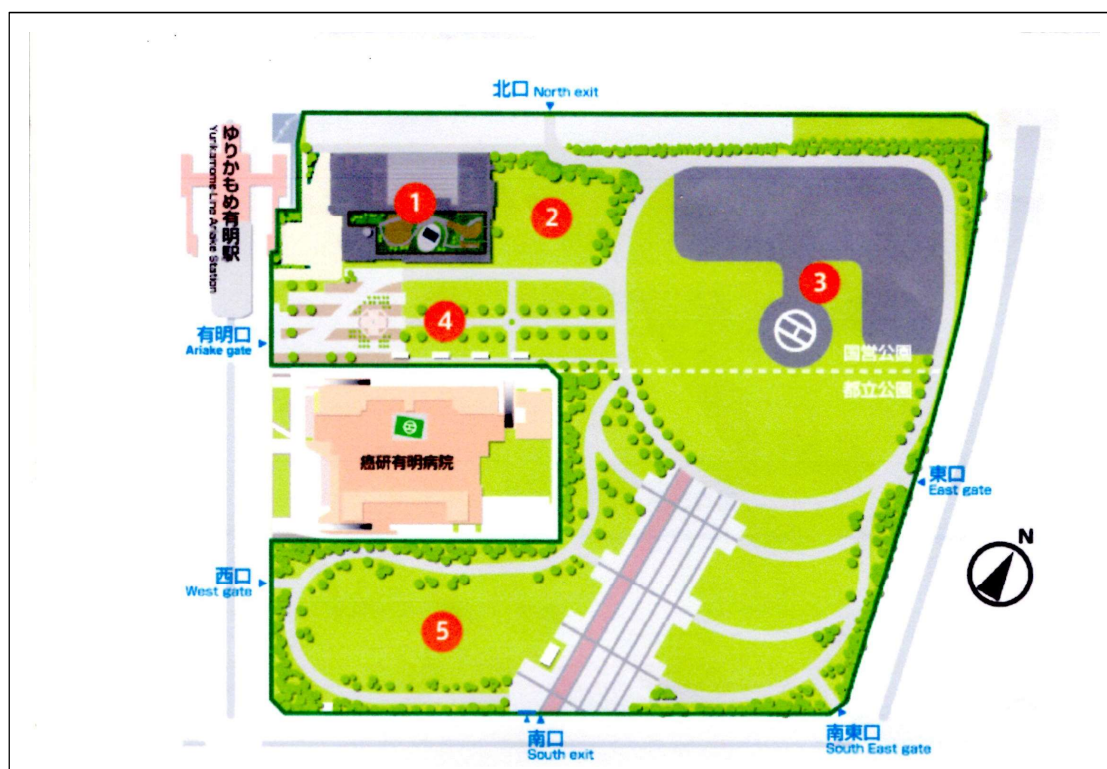 北口 North exit
ゆりかもめ有明駅
Yurikamome-Line Ariake Station
1
2
3
4
有明口
Ariake gate
国営公園
都立公園
癌研有明病院
東口
East gate
N
西口
West gate
5
南口
South exit
南東口
South East gate